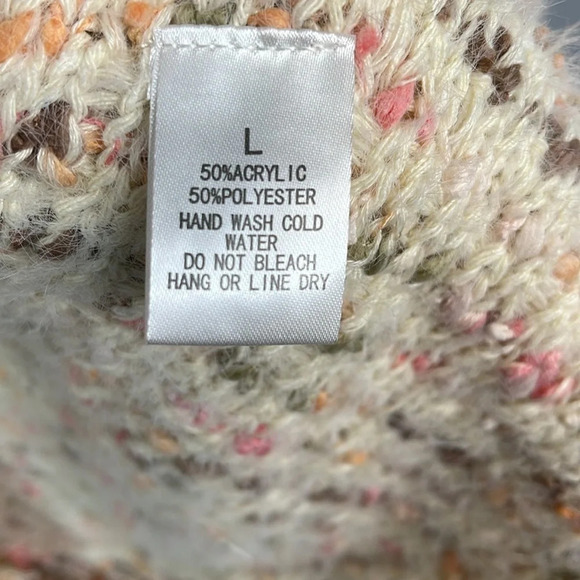 L
50%ACRYLIC
50%POLYESTER
HAND WASH COLD
WATER
DO NOT BLEACH
HANG OR LINE DRY